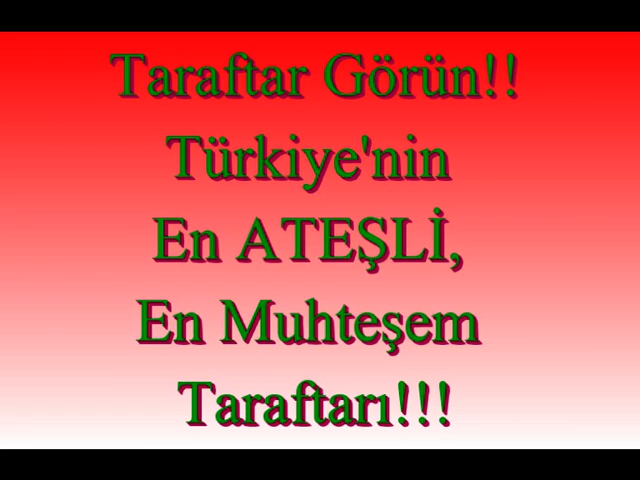 Taraftar Görün!!
Türkiye'nin
En ATEŞLİ,
En Muhteşem
Taraftarı!!!